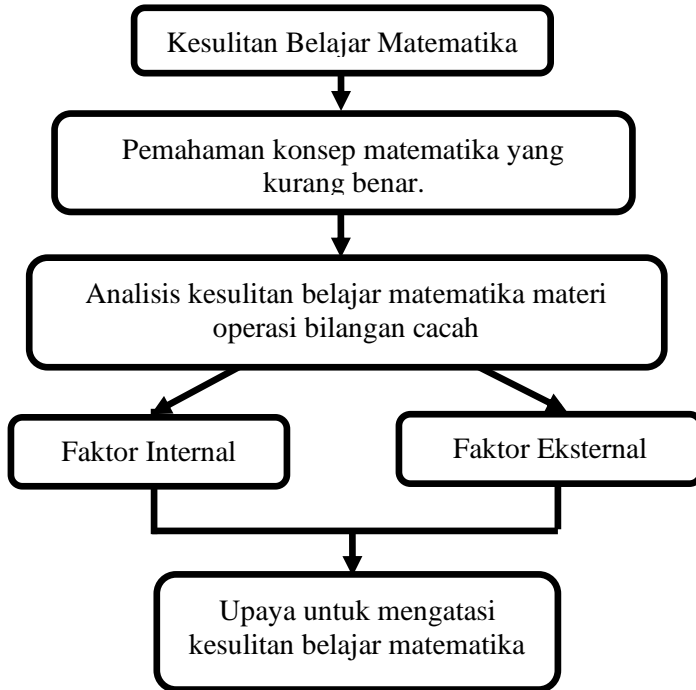 Kesulitan Belajar Matematika
Pemahaman konsep matematika yang
kurang benar.
Analisis kesulitan belajar matematika materi
operasi bilangan cacah
Faktor Internal
Faktor Eksternal
Upaya untuk mengatasi
kesulitan belajar matematika